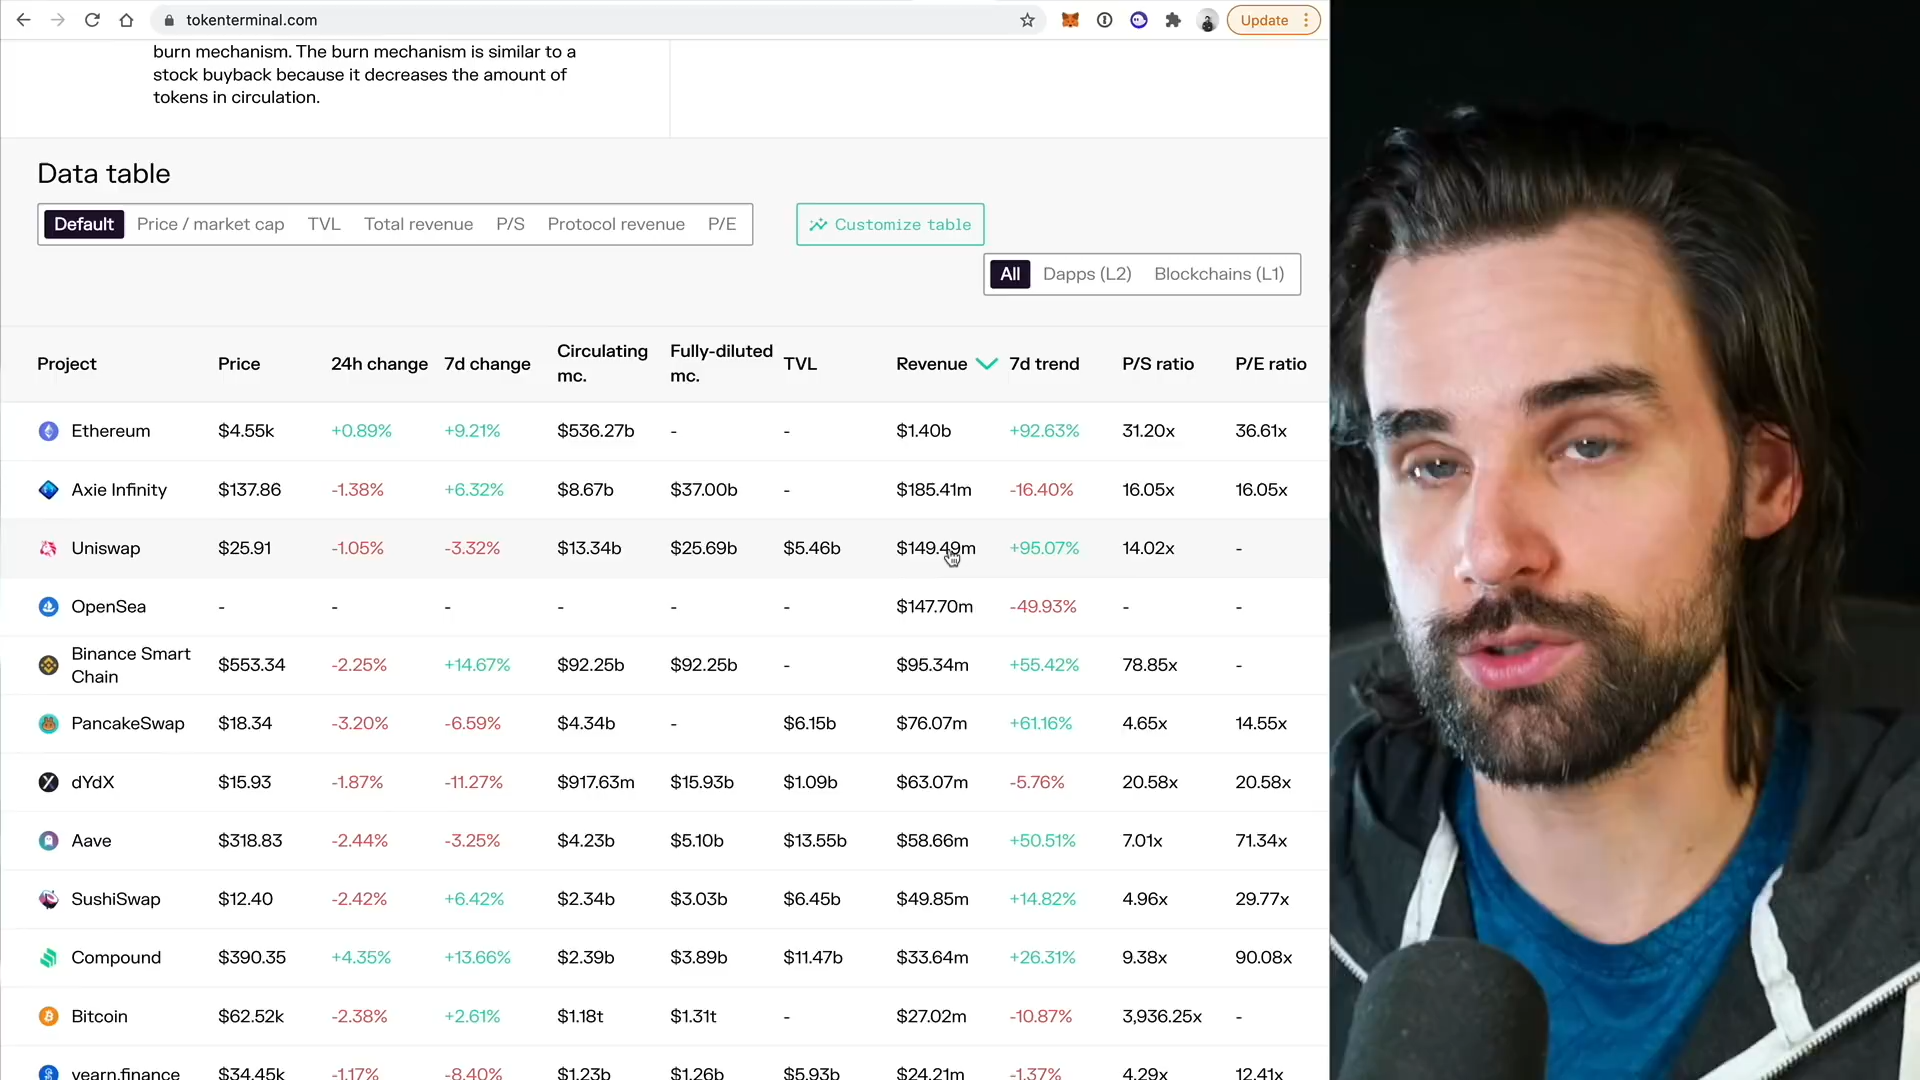 tokenterminal.com
Update
burn mechanism. The burn mechanism is similar to a
stock buyback because it decreases the amount of
tokens in circulation.
Data table
Default Price / market cap TVL Total revenue P/S Protocol revenue P/E
Customize table
All Dapps (L2) Blockchains (L1)
Project Price 24h change 7d change Circulating mc. Fully-diluted mc. TVL Revenue 7d trend P/S ratio P/E ratio
Ethereum $4.55k +0.89% +9.21% $536.27b - - $1.40b +92.63% 31.20x 36.61x
Axie Infinity $137.86 -1.38% +6.32% $8.67b $37.00b - $185.41m -16.40% 16.05x 16.05x
Uniswap $25.91 -1.05% -3.32% $13.34b $25.69b $5.46b $149.49m +95.07% 14.02x -
OpenSea - - - - - - $147.70m -49.93% - -
Binance Smart Chain $553.34 -2.25% +14.67% $92.25b $92.25b - $95.34m +55.42% 78.85x -
PancakeSwap $18.34 -3.20% -6.59% $4.34b - $6.15b $76.07m +61.16% 4.65x 14.55x
dYdX $15.93 -1.87% -11.27% $917.63m $15.93b $1.09b $63.07m -5.76% 20.58x 20.58x
Aave $318.83 -2.44% -3.25% $4.23b $5.10b $13.55b $58.66m +50.51% 7.01x 71.34x
SushiSwap $12.40 -2.42% +6.42% $2.34b $3.03b $6.45b $49.85m +14.82% 4.96x 29.77x
Compound $390.35 +4.35% +13.66% $2.39b $3.89b $11.47b $33.64m +26.31% 9.38x 90.08x
Bitcoin $62.52k -2.38% +2.61% $1.18t $1.31t - $27.02m -10.87% 3,936.25x -
yearn.finance $34.45k -1.17% -8.40% $1.23b $1.26b $5.93b $24.21m -1.37% 4.29x 12.41x